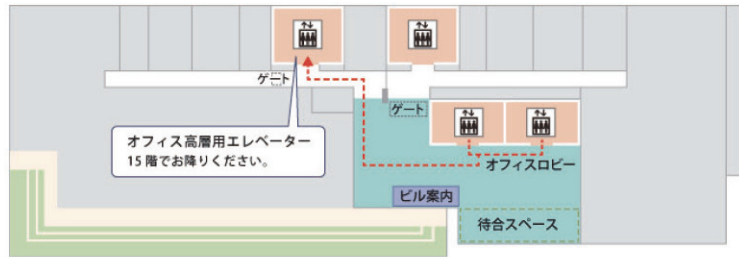 ゲート
ゲート
オフィス高層用エレベーター
15階でお降りください。
オフィスロビー
ビル案内
待合スペース